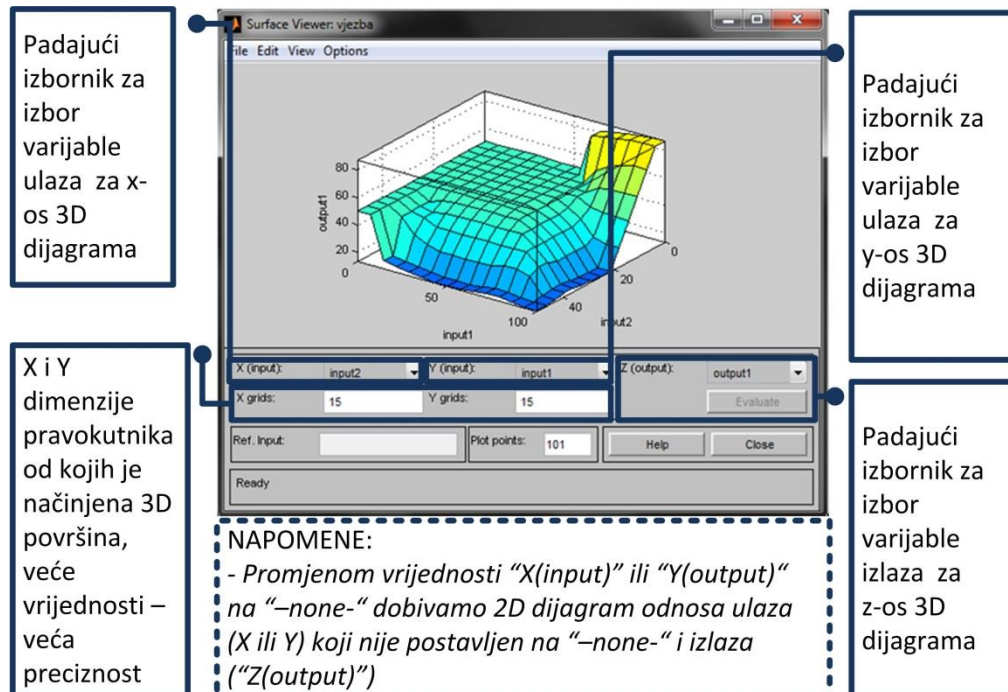 Padajući
izbornik za
izbor
varijable
ulaza za x-
os 3D
dijagrama
X i Y
dimenzije
pravokutnika
od kojih je
načinjena 3D
površina,
veće
vrijednosti –
veća
preciznost
Surface Viewer: vjezba
File Edit View Options
80
60
40
20
output1
0
50
100
input1
40
20
0
input2
X (input): input2 Y (input): input1 Z (output): output1
X grids: 15 Y grids: 15 Evaluate
Ref. Input: Plot points: 101 Help Close
Ready
NAPOMENE:
- Promjenom vrijednosti “X(input)” ili “Y(output)“
na “–none-“ dobivamo 2D dijagram odnosa ulaza
(X ili Y) koji nije postavljen na “–none-“ i izlaza
(“Z(output)”)
Padajući
izbornik za
izbor
varijable
ulaza za
y-os 3D
dijagrama
Padajući
izbornik za
izbor
varijable
izlaza za
z-os 3D
dijagrama